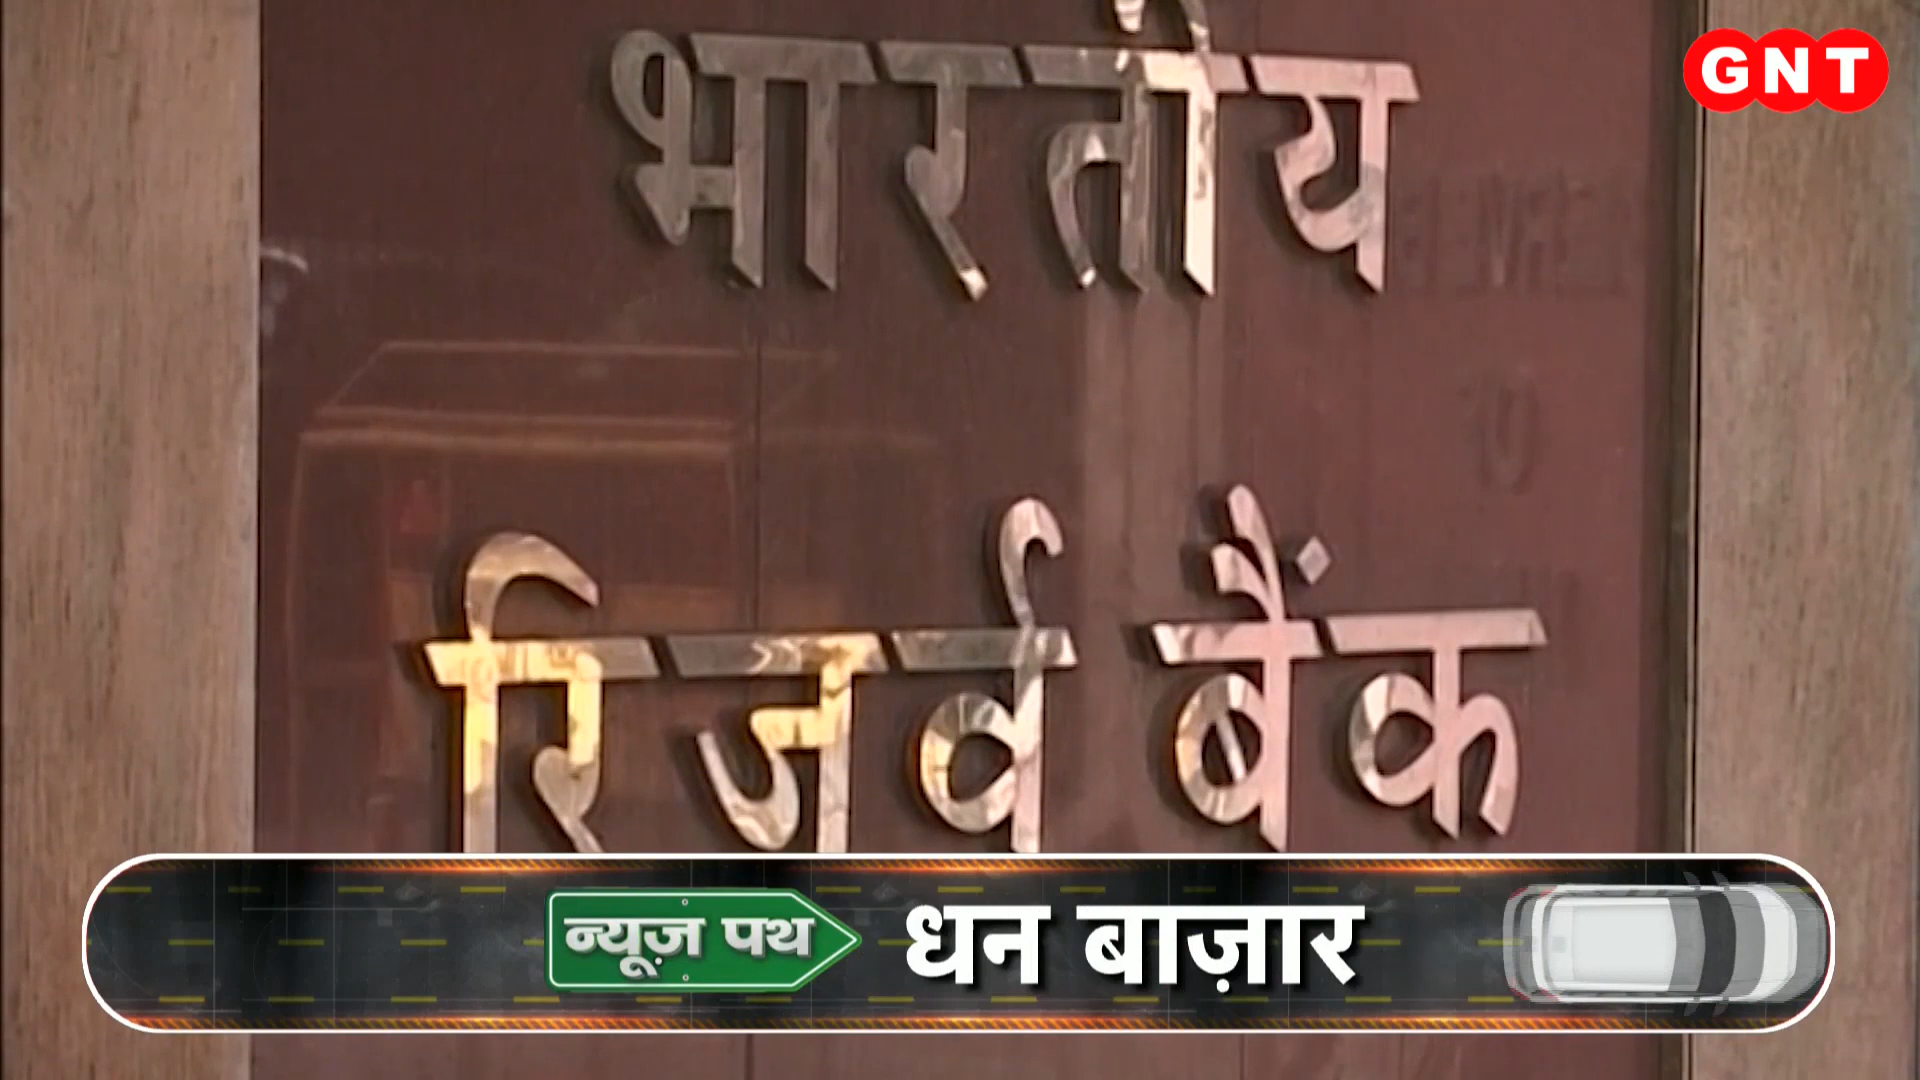 GNT
भारतीय
रिजर्व बैंक
न्यूज़ पथ
धन बाज़ार